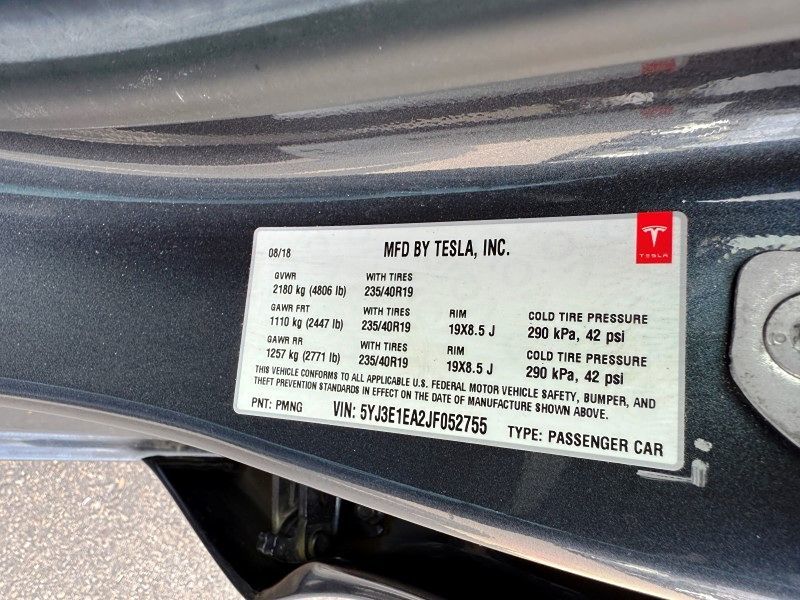 08/18 MFD BY TESLA, INC.
TESLA
GVWR WITH TIRES
2180 kg (4806 lb) 235/40R19
GAWR FRT WITH TIRES RIM COLD TIRE PRESSURE
1110 kg (2447 lb) 235/40R19 19X8.5 J 290 kPa, 42 psi
GAWR RR WITH TIRES RIM COLD TIRE PRESSURE
1257 kg (2771 lb) 235/40R19 19X8.5 J 290 kPa, 42 psi
THIS VEHICLE CONFORMS TO ALL APPLICABLE U.S. FEDERAL MOTOR VEHICLE SAFETY, BUMPER, AND
THEFT PREVENTION STANDARDS IN EFFECT ON THE DATE OF MANUFACTURE SHOWN ABOVE.
PNT: PMNG VIN: 5YJ3E1EA2JF052755 TYPE: PASSENGER CAR